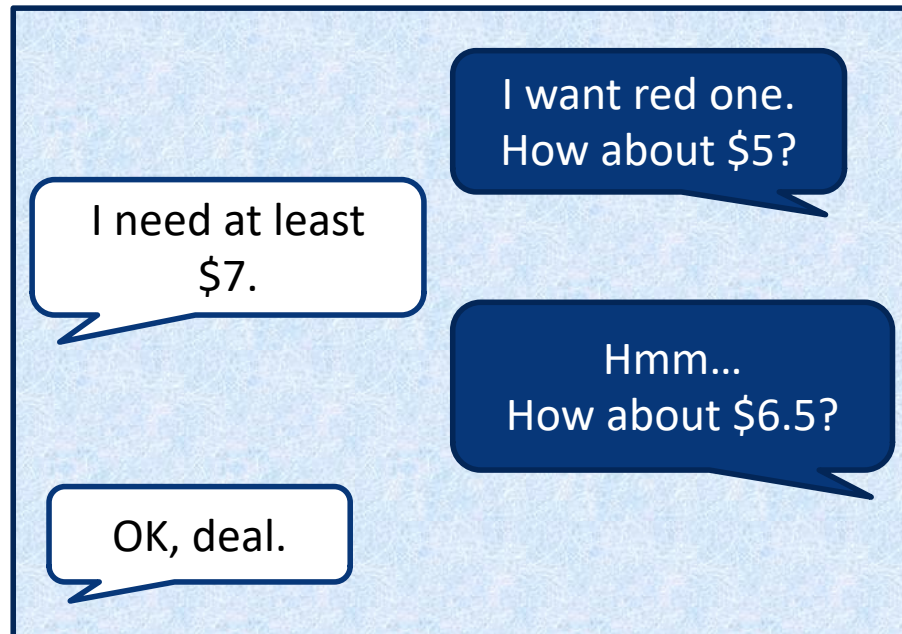 I want red one.
How about $5?
I need at least
$7.
Hmm…
How about $6.5?
OK, deal.